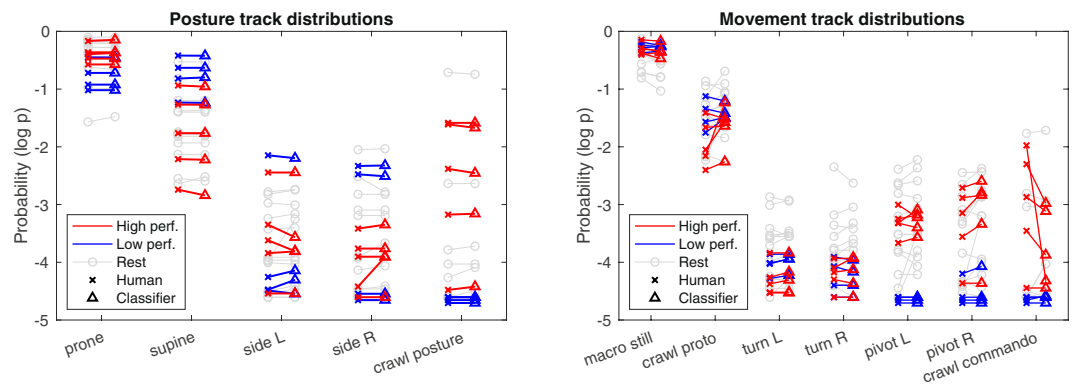 Posture track distributions
Probability (log p)
0
-1
-2
-3
-4
-5
High perf.
Low perf.
Rest
Human
Classifier
prone
supine
side L
side R
crawl posture
Movement track distributions
Probability (log p)
0
-1
-2
-3
-4
-5
High perf.
Low perf.
Rest
Human
Classifier
macro still
crawl proto
turn L
turn R
pivot L
pivot R
crawl commando